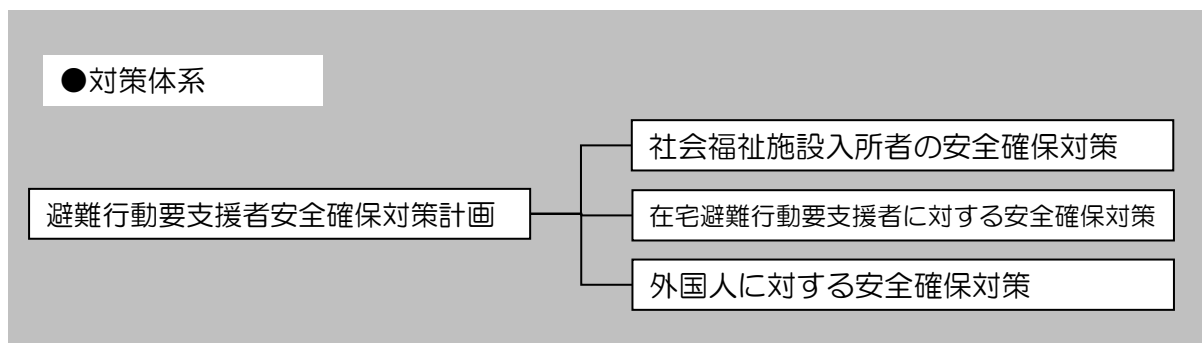 ●対策体系
社会福祉施設入所者の安全確保対策
避難行動要支援者安全確保対策計画
在宅避難行動要支援者に対する安全確保対策
外国人に対する安全確保対策